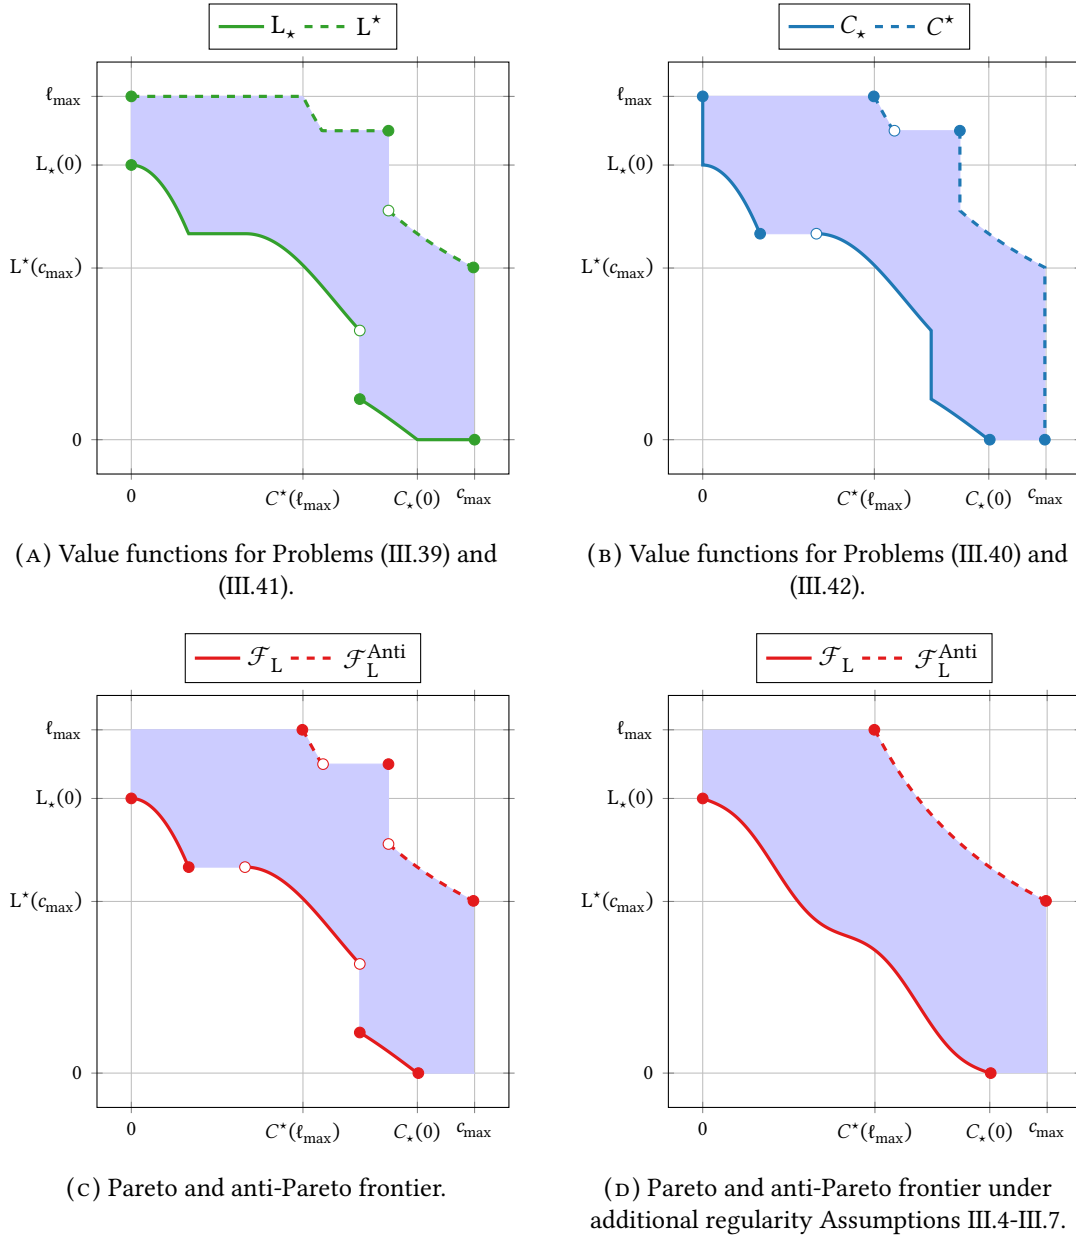 L⋆ L⋆
C⋆ C⋆
ℓmax
L⋆(0)
L⋆(cmax)
0
0 C⋆(ℓmax) C⋆(0) cmax
ℓmax
L⋆(0)
L⋆(cmax)
0
0 C⋆(ℓmax) C⋆(0) cmax
(A) Value functions for Problems (III.39) and
(III.41).
(B) Value functions for Problems (III.40) and
(III.42).
ℱL ℱLAnti
ℱL ℱLAnti
ℓmax
L⋆(0)
L⋆(cmax)
0
0 C⋆(ℓmax) C⋆(0) cmax
ℓmax
L⋆(0)
L⋆(cmax)
0
0 C⋆(ℓmax) C⋆(0) cmax
(C) Pareto and anti-Pareto frontier.
(D) Pareto and anti-Pareto frontier under
additional regularity Assumptions III.4-III.7.